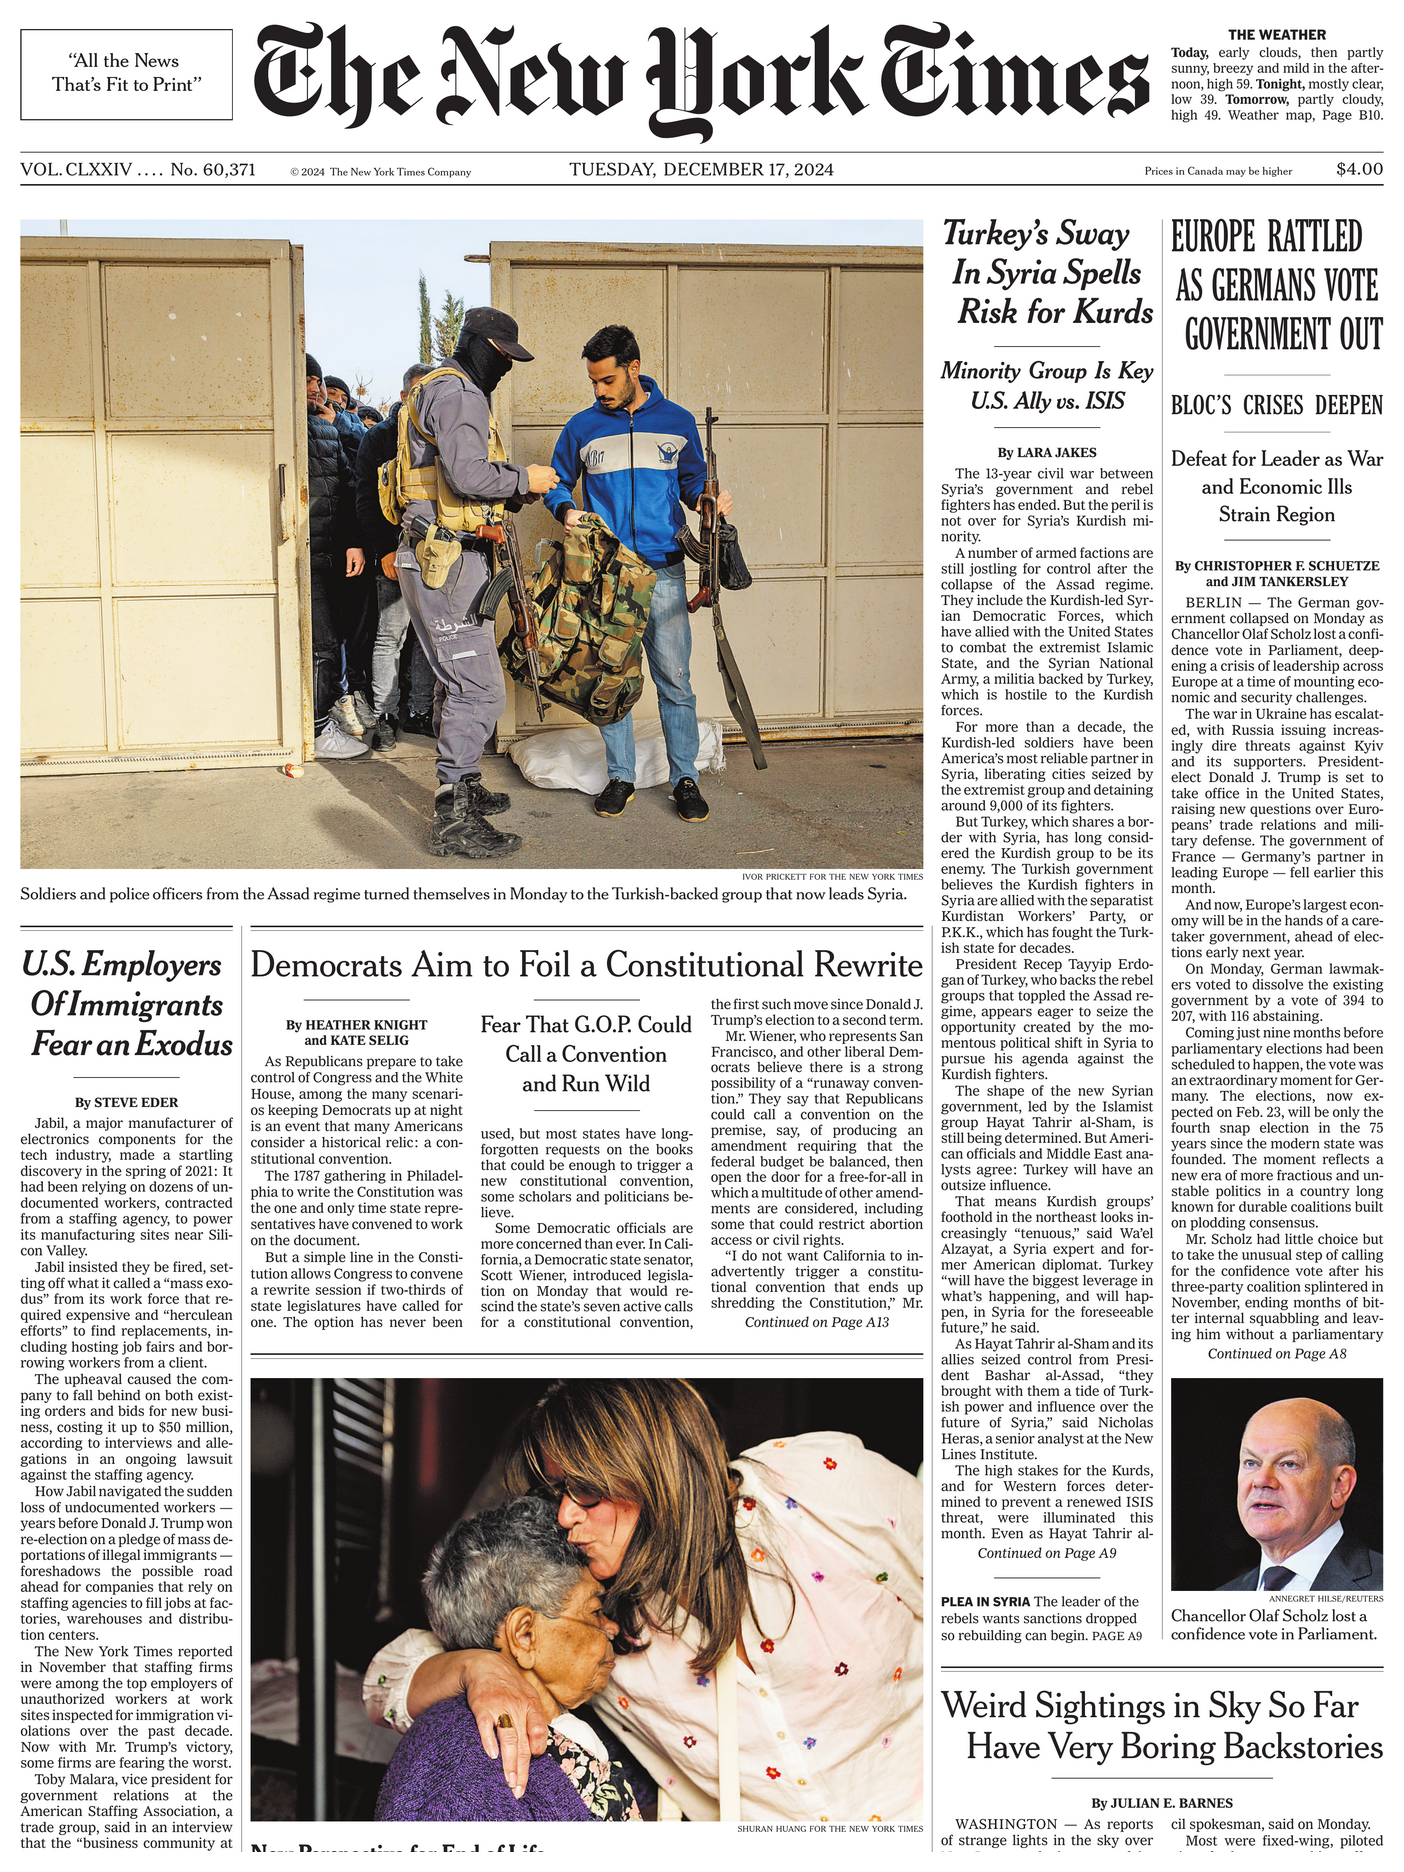 “All the News
That’s Fit to Print”
The New York Times
THE WEATHER
Today, early clouds, then partly
sunny, breezy and mild in the after-
noon, high 59. Tonight, mostly clear,
low 39. Tomorrow, partly cloudy,
high 49. Weather map, Page B10.
VOL. CLXXIV .... No. 60,371
© 2024 The New York Times Company
TUESDAY, DECEMBER 17, 2024
Prices in Canada may be higher
$4.00
الشرطة
POLICE
IVOR PRICKETT FOR THE NEW YORK TIMES
Soldiers and police officers from the Assad regime turned themselves in Monday to the Turkish-backed group that now leads Syria.
U.S. Employers
Of Immigrants
Fear an Exodus
By STEVE EDER
Jabil, a major manufacturer of
electronics components for the
tech industry, made a startling
discovery in the spring of 2021: It
had been relying on dozens of un-
documented workers, contracted
from a staffing agency, to power
its manufacturing sites near Sili-
con Valley.
Jabil insisted they be fired, set-
ting off what it called a “mass exo-
dus” from its work force that re-
quired expensive and “herculean
efforts” to find replacements, in-
cluding hosting job fairs and bor-
rowing workers from a client.
The upheaval caused the com-
pany to fall behind on both exist-
ing orders and bids for new busi-
ness, costing it up to $50 million,
according to interviews and alle-
gations in an ongoing lawsuit
against the staffing agency.
How Jabil navigated the sudden
loss of undocumented workers —
years before Donald J. Trump won
re-election on a pledge of mass de-
portations of illegal immigrants —
foreshadows the possible road
ahead for companies that rely on
staffing agencies to fill jobs at fac-
tories, warehouses and distribu-
tion centers.
The New York Times reported
in November that staffing firms
were among the top employers of
unauthorized workers at work
sites inspected for immigration vi-
olations over the past decade.
Now with Mr. Trump’s victory,
some firms are fearing the worst.
Toby Malara, vice president for
government relations at the
American Staffing Association, a
trade group, said in an interview
that the “business community at
Democrats Aim to Foil a Constitutional Rewrite
By HEATHER KNIGHT
and KATE SELIG
As Republicans prepare to take
control of Congress and the White
House, among the many scenari-
os keeping Democrats up at night
is an event that many Americans
consider a historical relic: a con-
stitutional convention.
The 1787 gathering in Philadel-
phia to write the Constitution was
the one and only time state repre-
sentatives have convened to work
on the document.
But a simple line in the Consti-
tution allows Congress to convene
a rewrite session if two-thirds of
state legislatures have called for
one. The option has never been
Fear That G.O.P. Could
Call a Convention
and Run Wild
used, but most states have long-
forgotten requests on the books
that could be enough to trigger a
new constitutional convention,
some scholars and politicians be-
lieve.
Some Democratic officials are
more concerned than ever. In Cali-
fornia, a Democratic state senator,
Scott Wiener, introduced legisla-
tion on Monday that would re-
scind the state’s seven active calls
for a constitutional convention,
the first such move since Donald J.
Trump’s election to a second term.
Mr. Wiener, who represents San
Francisco, and other liberal Dem-
ocrats believe there is a strong
possibility of a “runaway conven-
tion.” They say that Republicans
could call a convention on the
premise, say, of producing an
amendment requiring that the
federal budget be balanced, then
open the door for a free-for-all in
which a multitude of other amend-
ments are considered, including
some that could restrict abortion
access or civil rights.
“I do not want California to in-
advertently trigger a constitu-
tional convention that ends up
shredding the Constitution,” Mr.
Continued on Page A13
SHURAN HUANG FOR THE NEW YORK TIMES
New Perspective for End of Life
Turkey’s Sway
In Syria Spells
Risk for Kurds
Minority Group Is Key
U.S. Ally vs. ISIS
By LARA JAKES
The 13-year civil war between
Syria’s government and rebel
fighters has ended. But the peril is
not over for Syria’s Kurdish mi-
nority.
A number of armed factions are
still jostling for control after the
collapse of the Assad regime.
They include the Kurdish-led Syr-
ian Democratic Forces, which
have allied with the United States
to combat the extremist Islamic
State, and the Syrian National
Army, a militia backed by Turkey,
which is hostile to the Kurdish
forces.
For more than a decade, the
Kurdish-led soldiers have been
America’s most reliable partner in
Syria, liberating cities seized by
the extremist group and detaining
around 9,000 of its fighters.
But Turkey, which shares a bor-
der with Syria, has long consid-
ered the Kurdish group to be its
enemy. The Turkish government
believes the Kurdish fighters in
Syria are allied with the separatist
Kurdistan Workers’ Party, or
P.K.K., which has fought the Turk-
ish state for decades.
President Recep Tayyip Erdo-
gan of Turkey, who backs the rebel
groups that toppled the Assad re-
gime, appears eager to seize the
opportunity created by the mo-
mentous political shift in Syria to
pursue his agenda against the
Kurdish fighters.
The shape of the new Syrian
government, led by the Islamist
group Hayat Tahrir al-Sham, is
still being determined. But Ameri-
can officials and Middle East ana-
lysts agree: Turkey will have an
outsize influence.
That means Kurdish groups’
foothold in the northeast looks in-
creasingly “tenuous,” said Wa’el
Alzayat, a Syria expert and for-
mer American diplomat. Turkey
“will have the biggest leverage in
what’s happening, and will hap-
pen, in Syria for the foreseeable
future,” he said.
As Hayat Tahrir al-Sham and its
allies seized control from Presi-
dent Bashar al-Assad, “they
brought with them a tide of Turk-
ish power and influence over the
future of Syria,” said Nicholas
Heras, a senior analyst at the New
Lines Institute.
The high stakes for the Kurds,
and for Western forces deter-
mined to prevent a renewed ISIS
threat, were illuminated this
month. Even as Hayat Tahrir al-
Continued on Page A9
PLEA IN SYRIA The leader of the
rebels wants sanctions dropped
so rebuilding can begin. PAGE A9
EUROPE RATTLED
AS GERMANS VOTE
GOVERNMENT OUT
BLOC’S CRISES DEEPEN
Defeat for Leader as War
and Economic Ills
Strain Region
By CHRISTOPHER F. SCHUETZE
and JIM TANKERSLEY
BERLIN — The German gov-
ernment collapsed on Monday as
Chancellor Olaf Scholz lost a confi-
dence vote in Parliament, deep-
ening a crisis of leadership across
Europe at a time of mounting eco-
nomic and security challenges.
The war in Ukraine has escalat-
ed, with Russia issuing increas-
ingly dire threats against Kyiv
and its supporters. President-
elect Donald J. Trump is set to
take office in the United States,
raising new questions over Euro-
peans’ trade relations and mili-
tary defense. The government of
France — Germany’s partner in
leading Europe — fell earlier this
month.
And now, Europe’s largest econ-
omy will be in the hands of a care-
taker government, ahead of elec-
tions early next year.
On Monday, German lawmak-
ers voted to dissolve the existing
government by a vote of 394 to
207, with 116 abstaining.
Coming just nine months before
parliamentary elections had been
scheduled to happen, the vote was
an extraordinary moment for Ger-
many. The elections, now ex-
pected on Feb. 23, will be only the
fourth snap election in the 75
years since the modern state was
founded. The moment reflects a
new era of more fractious and un-
stable politics in a country long
known for durable coalitions built
on plodding consensus.
Mr. Scholz had little choice but
to take the unusual step of calling
for the confidence vote after his
three-party coalition splintered in
November, ending months of bit-
ter internal squabbling and leav-
ing him without a parliamentary
Continued on Page A8
ANNEGRET HILSE/REUTERS
Chancellor Olaf Scholz lost a
confidence vote in Parliament.
Weird Sightings in Sky So Far
Have Very Boring Backstories
By JULIAN E. BARNES
WASHINGTON — As reports
of strange lights in the sky over
cil spokesman, said on Monday.
Most were fixed-wing, piloted